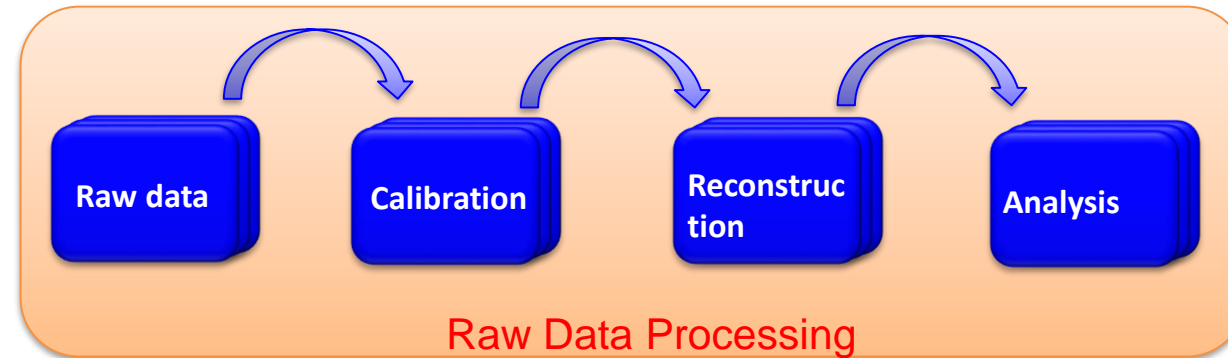 Raw data
Calibration
Reconstruc
tion
Analysis
Raw Data Processing